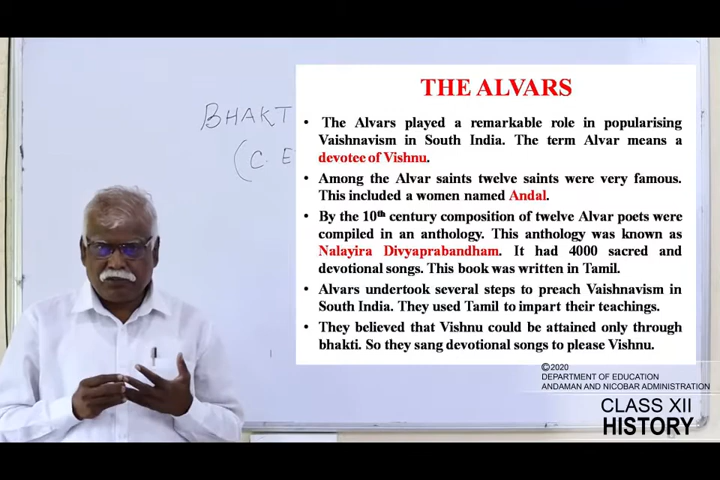 BHAKT
(C. E
THE ALVARS
• The Alvars played a remarkable role in popularising
Vaishnavism in South India. The term Alvar means a
devotee of Vishnu.
• Among the Alvar saints twelve saints were very famous.
This included a women named Andal.
• By the 10th century composition of twelve Alvar poets were
compiled in an anthology. This anthology was known as
Nalayira Divyaprabandham. It had 4000 sacred and
devotional songs. This book was written in Tamil.
• Alvars undertook several steps to preach Vaishnavism in
South India. They used Tamil to impart their teachings.
• They believed that Vishnu could be attained only through
bhakti. So they sang devotional songs to please Vishnu.
©2020
DEPARTMENT OF EDUCATION
ANDAMAN AND NICOBAR ADMINISTRATION
CLASS XII
HISTORY